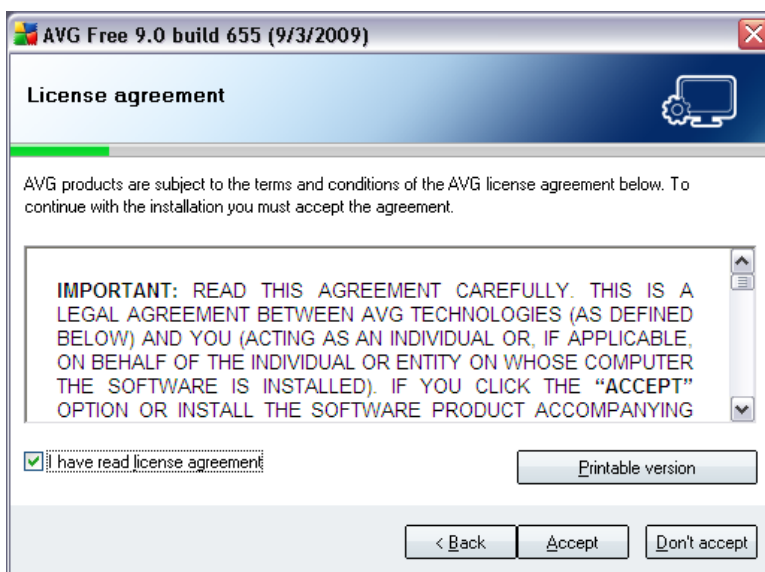 AVG Free 9.0 build 655 (9/3/2009)
License agreement
AVG products are subject to the terms and conditions of the AVG license agreement below. To
continue with the installation you must accept the agreement.
IMPORTANT: READ THIS AGREEMENT CAREFULLY. THIS IS A
LEGAL AGREEMENT BETWEEN AVG TECHNOLOGIES (AS DEFINED
BELOW) AND YOU (ACTING AS AN INDIVIDUAL OR, IF APPLICABLE,
ON BEHALF OF THE INDIVIDUAL OR ENTITY ON WHOSE COMPUTER
THE SOFTWARE IS INSTALLED). IF YOU CLICK THE “ACCEPT”
OPTION OR INSTALL THE SOFTWARE PRODUCT ACCOMPANYING
I have read license agreement
Printable version
< Back
Accept
Don't accept